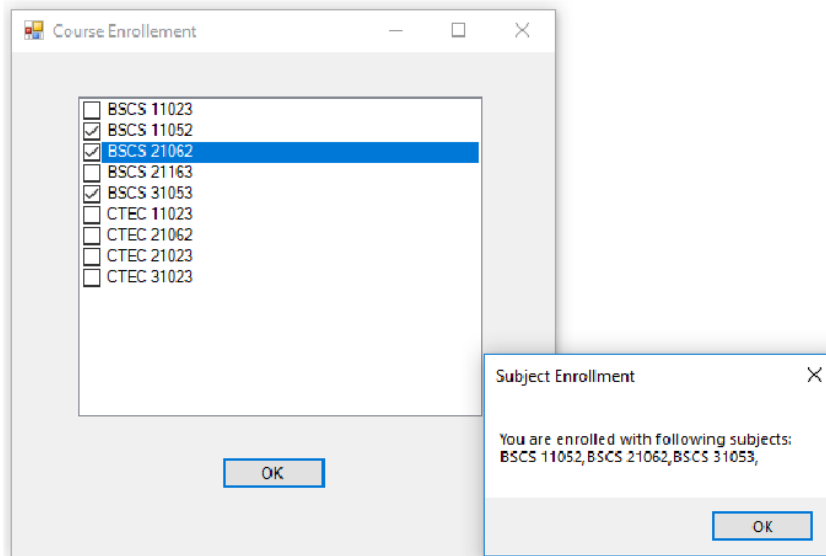 Course Enrollement
BSCS 11023
BSCS 11052
BSCS 21062
BSCS 21163
BSCS 31053
CTEC 11023
CTEC 21062
CTEC 21023
CTEC 31023
OK
Subject Enrollment
You are enrolled with following subjects:
BSCS 11052,BSCS 21062,BSCS 31053,
OK